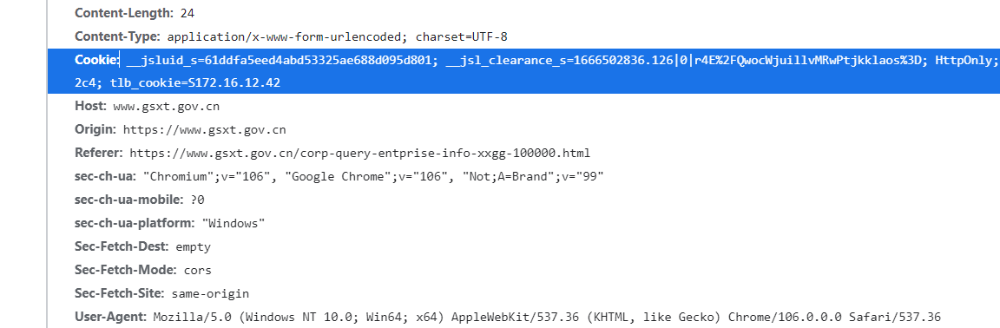 Content-Length: 24
Content-Type: application/x-www-form-urlencoded; charset=UTF-8
Cookie: __jsluid_s=61ddfa5eed4abd53325ae688d095d801; __jsl_clearance_s=1666502836.126|0|r4E%2FQwocWjuillvMRwPtjkklaos%3D; HttpOnly;
2c4; tlb_cookie=S172.16.12.42
Host: www.gsxt.gov.cn
Origin: https://www.gsxt.gov.cn
Referer: https://www.gsxt.gov.cn/corp-query-entprise-info-xxgg-100000.html
sec-ch-ua: "Chromium";v="106", "Google Chrome";v="106", "Not;A=Brand";v="99"
sec-ch-ua-mobile: ?0
sec-ch-ua-platform: "Windows"
Sec-Fetch-Dest: empty
Sec-Fetch-Mode: cors
Sec-Fetch-Site: same-origin
User-Agent: Mozilla/5.0 (Windows NT 10.0; Win64; x64) AppleWebKit/537.36 (KHTML, like Gecko) Chrome/106.0.0.0 Safari/537.36